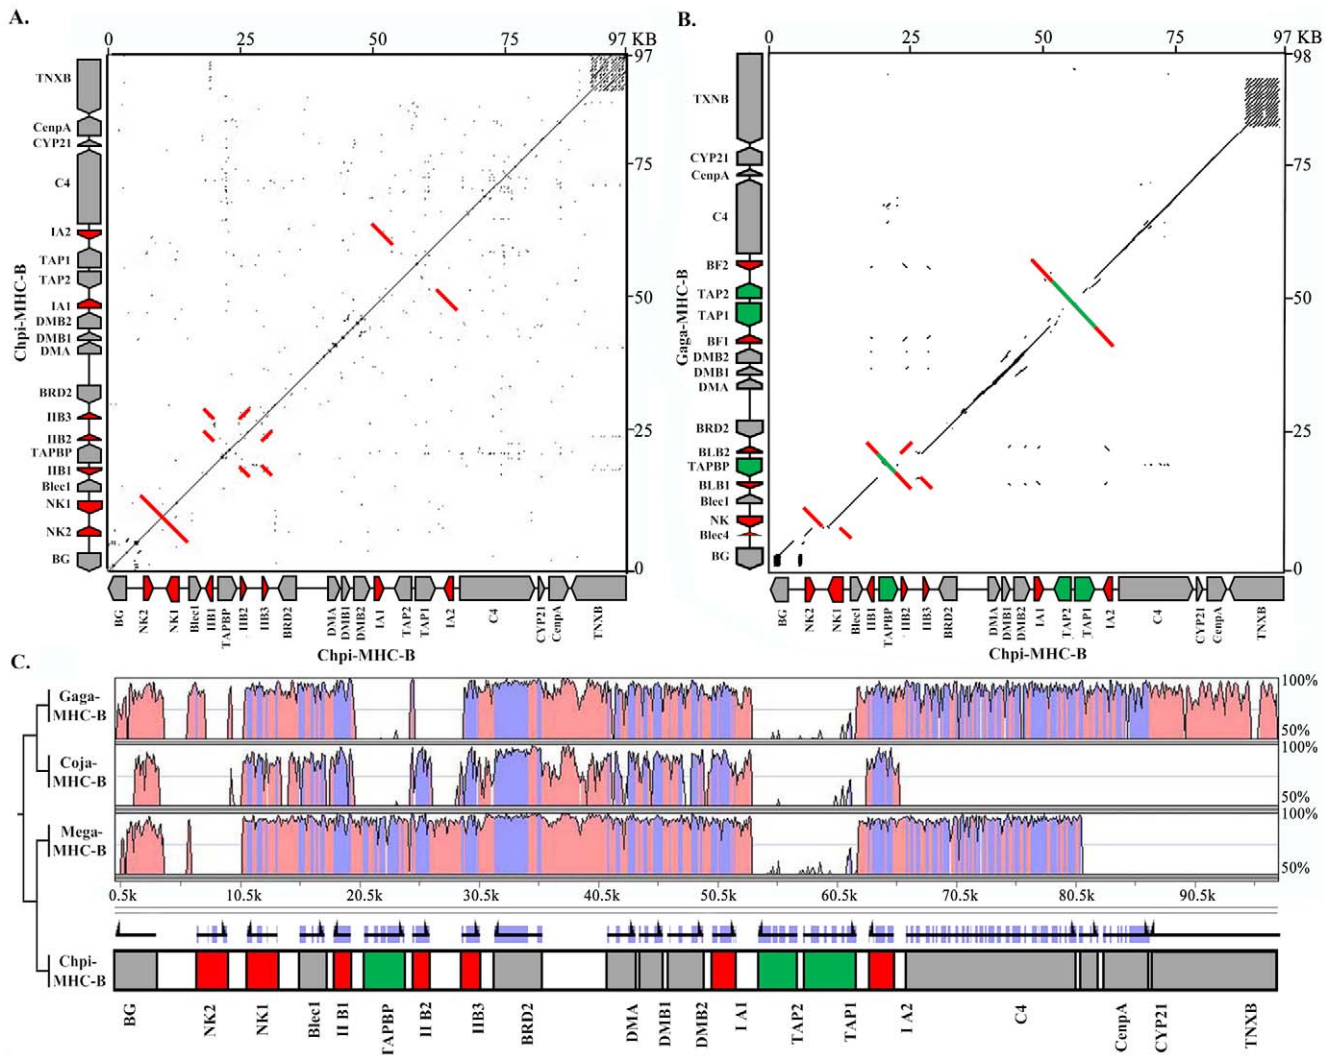 A.
0 25 50 75 97 KB
97
75
50
25
0
Chpi-MHC-B
TNXB
CenpA
CYP21
C4
IA2
TAP1
TAP2
IA1
DMB2
DMB1
DMA
BRD2
IIB3
IIB2
TAPBP
IIB1
Blec1
NK1
NK2
BG
BG NK2 NK1 Blec1 IIB1 TAPBP IIB2 IIB3 BRD2 DMA DMB1 DMB2 IA1 TAP2 TAP1 IA2 C4 CYP21 CenpA TNXB
Chpi-MHC-B
B.
0 25 50 75 97 KB
98
75
50
25
0
Gaga-MHC-B
TXNB
CYP21
CenpA
C4
BF2
TAP2
TAP1
BF1
DMB2
DMB1
DMA
BRD2
BLB2
TAPBP
BLB1
Blec1
NK
Blec4
BG
BG NK2 NK1 Blec1 IIB1 TAPBP IIB2 IIB3 BRD2 DMA DMB1 DMB2 IA1 TAP2 TAP1 IA2 C4 CYP21 CenpA TNXB
Chpi-MHC-B
C.
Gaga-
MHC-B
100%
50%
Coja-
MHC-B
100%
50%
Mega-
MHC-B
100%
50%
0.5k 10.5k 20.5k 30.5k 40.5k 50.5k 60.5k 70.5k 80.5k 90.5k
Chpi-
MHC-B
BG NK2 NK1 Blec1 II B1 TAPBP II B2 IIB3 BRD2 DMA DMB1 DMB2 I A1 TAP2 TAP1 I A2 C4 CenpA CYP21 TNXB